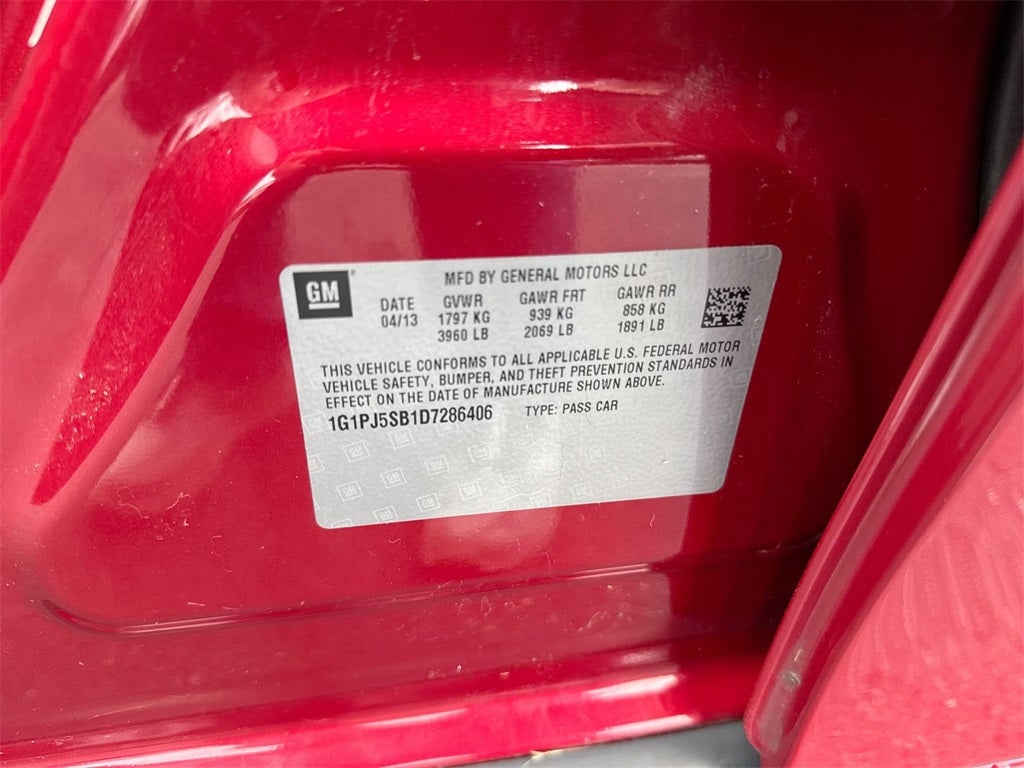 GM
MFD BY GENERAL MOTORS LLC
DATE GVWR GAWR FRT GAWR RR
04/13 1797 KG 939 KG 858 KG
3960 LB 2069 LB 1891 LB
THIS VEHICLE CONFORMS TO ALL APPLICABLE U.S. FEDERAL MOTOR
VEHICLE SAFETY, BUMPER, AND THEFT PREVENTION STANDARDS IN
EFFECT ON THE DATE OF MANUFACTURE SHOWN ABOVE.
1G1PJ5SB1D7286406 TYPE: PASS CAR